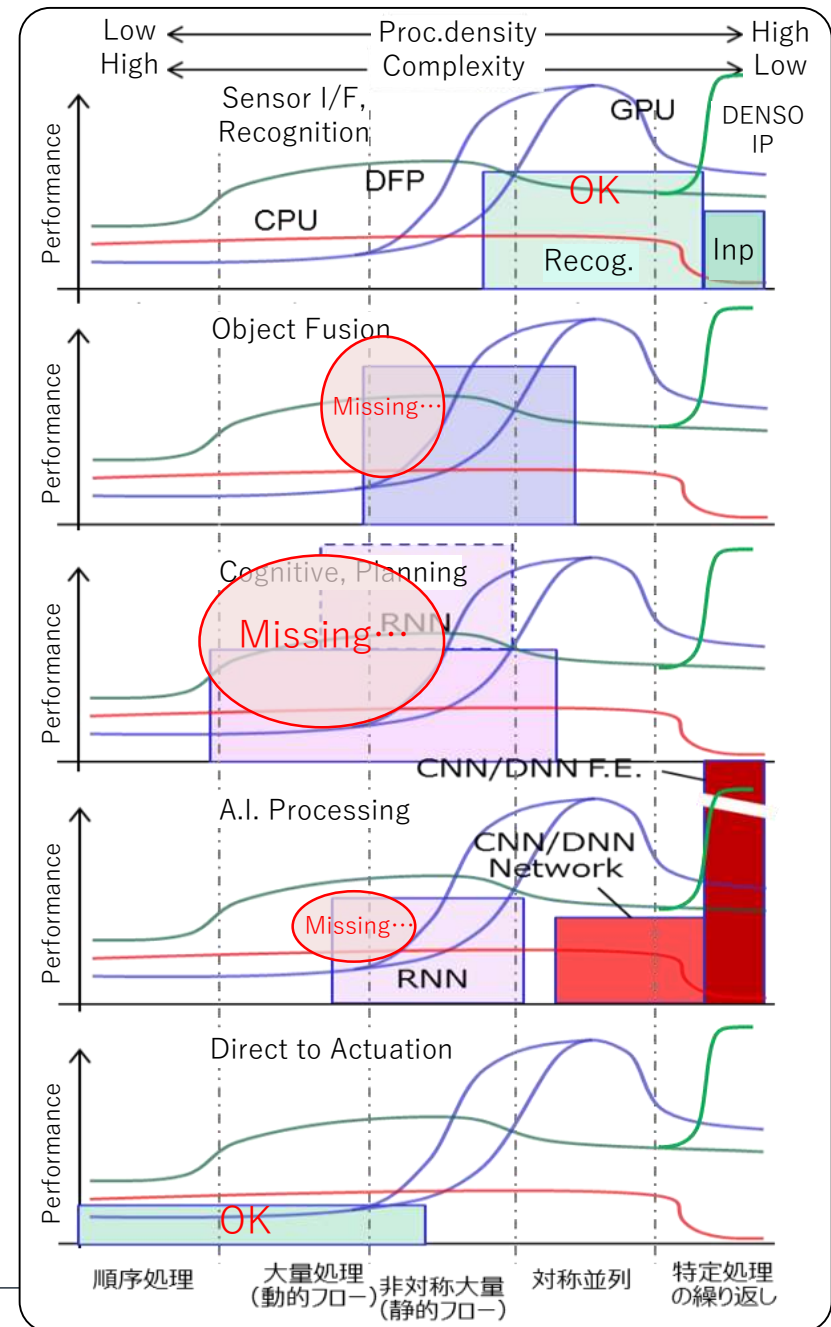 Low Proc.density High
High Complexity Low
Performance
Sensor I/F,
Recognition
GPU
DENSO
IP
DFP
CPU
OK
Recog.
Inp
Performance
Object Fusion
Missing…
Performance
Cognitive, Planning
RNN
Missing…
CNN/DNN F.E.
Performance
A.I. Processing
CNN/DNN
Network
Missing…
RNN
Performance
Direct to Actuation
OK
順序処理
大量処理
(動的フロー)
非対称大量
(静的フロー)
対称並列
特定処理
の繰り返し